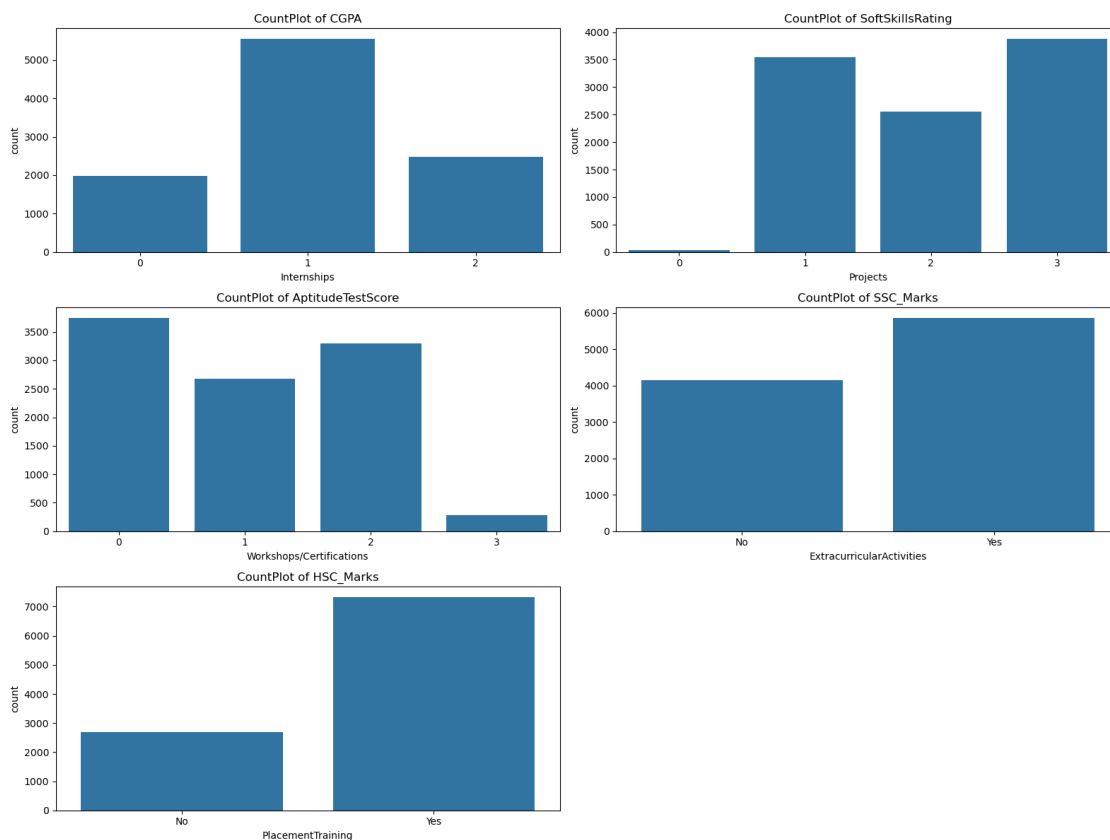 CountPlot of CGPA
count
5000
4000
3000
2000
1000
0
0 1 2
Internships
CountPlot of SoftSkillsRating
count
4000
3500
3000
2500
2000
1500
1000
500
0
0 1 2 3
Projects
CountPlot of AptitudeTestScore
count
3500
3000
2500
2000
1500
1000
500
0
0 1 2 3
Workshops/Certifications
CountPlot of SSC_Marks
count
6000
5000
4000
3000
2000
1000
0
No Yes
ExtracurricularActivities
CountPlot of HSC_Marks
count
7000
6000
5000
4000
3000
2000
1000
0
No Yes
PlacementTraining